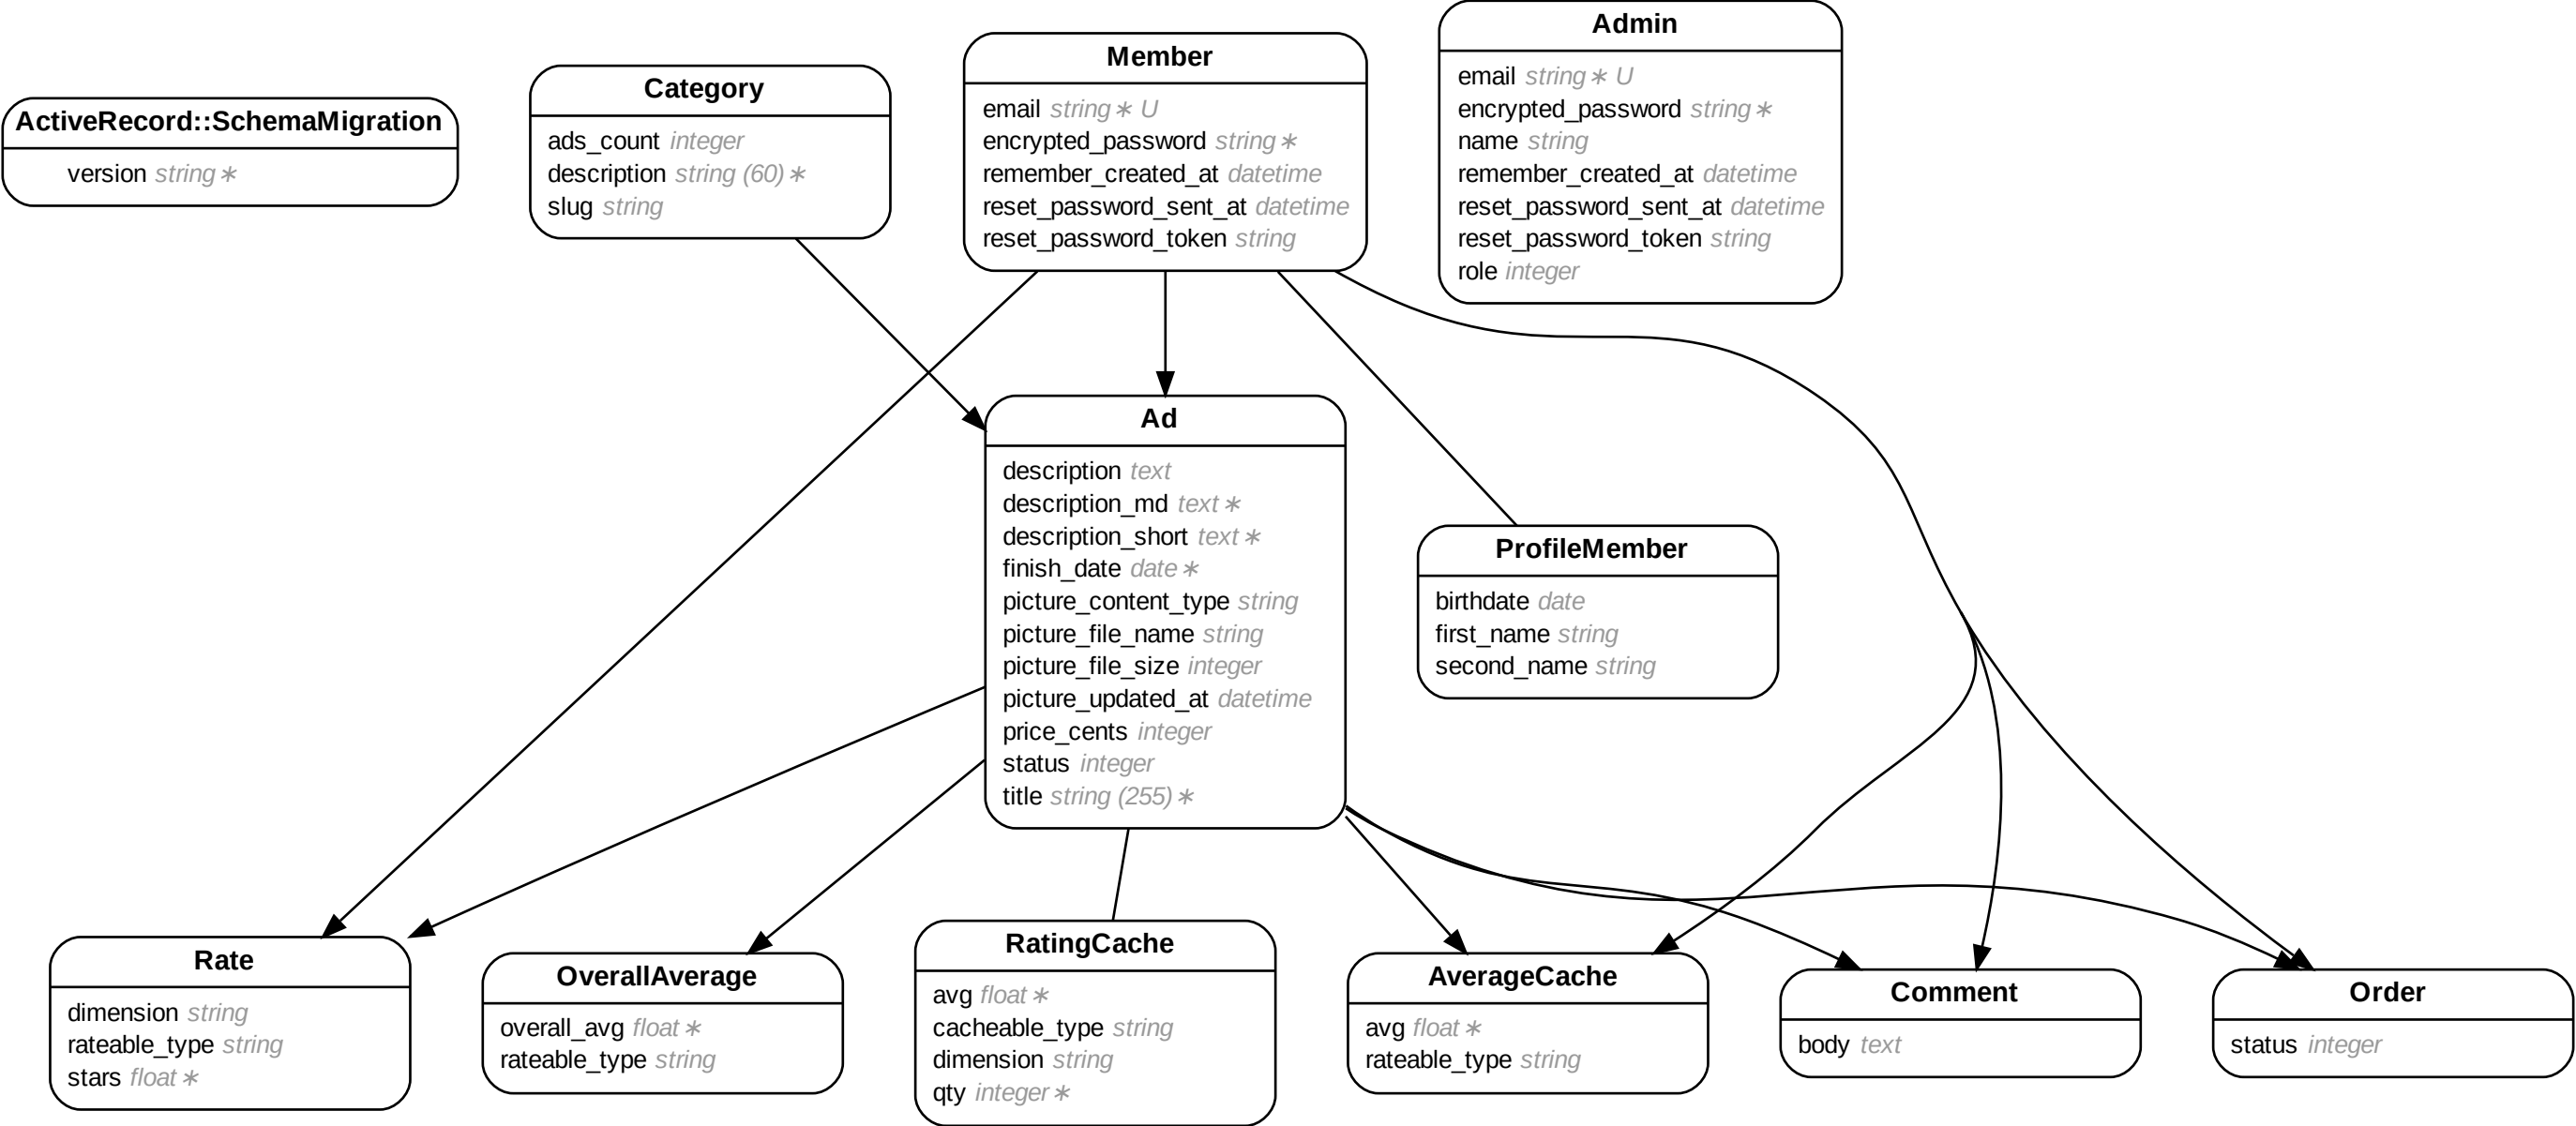 ActiveRecord::SchemaMigration
version string∗
Category
ads_count integer
description string (60)∗
slug string
Member
email string∗ U
encrypted_password string∗
remember_created_at datetime
reset_password_sent_at datetime
reset_password_token string
Admin
email string∗ U
encrypted_password string∗
name string
remember_created_at datetime
reset_password_sent_at datetime
reset_password_token string
role integer
Ad
description text
description_md text∗
description_short text∗
finish_date date∗
picture_content_type string
picture_file_name string
picture_file_size integer
picture_updated_at datetime
price_cents integer
status integer
title string (255)∗
ProfileMember
birthdate date
first_name string
second_name string
Rate
dimension string
rateable_type string
stars float∗
OverallAverage
overall_avg float∗
rateable_type string
RatingCache
avg float∗
cacheable_type string
dimension string
qty integer∗
AverageCache
avg float∗
rateable_type string
Comment
body text
Order
status integer